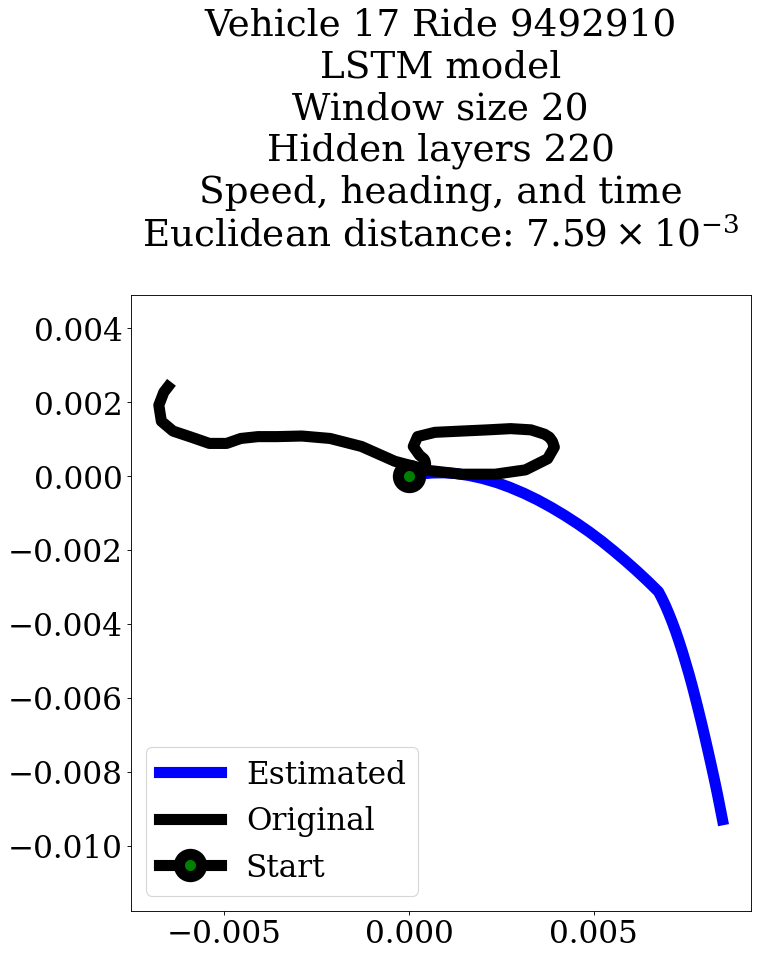 Vehicle 17 Ride 9492910
LSTM model
Window size 20
Hidden layers 220
Speed, heading, and time
Euclidean distance: 7.59 × 10⁻³
0.004
0.002
0.000
−0.002
−0.004
−0.006
−0.008
−0.010
Estimated
Original
Start
−0.005 0.000 0.005